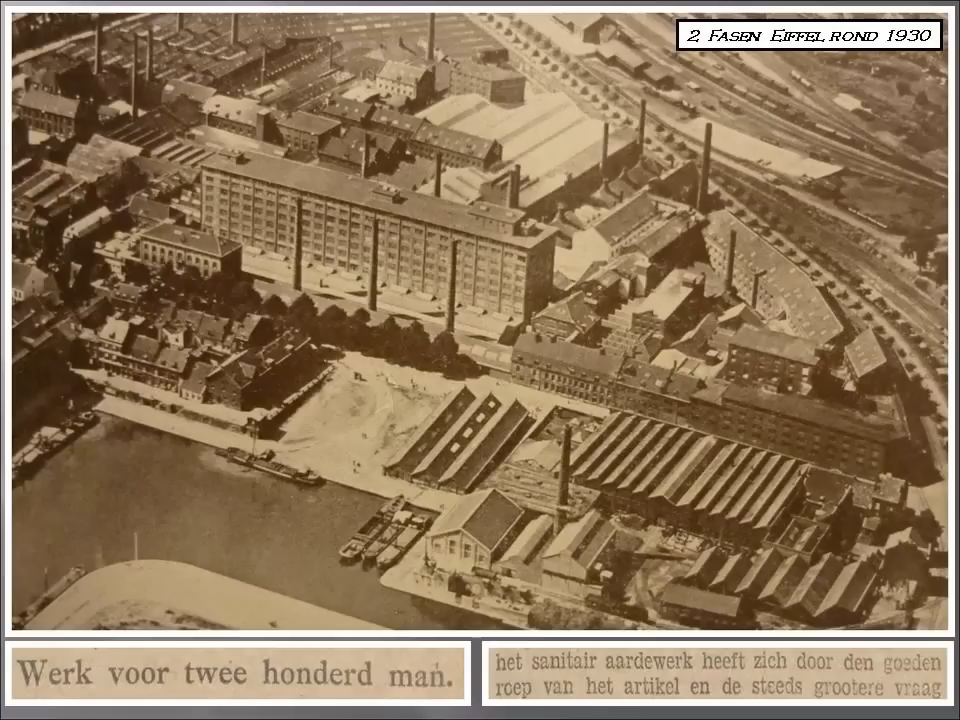 2 Fasen Eiffel rond 1930
Werk voor twee honderd man.
het sanitair aardewerk heeft zich door den goeden
roep van het artikel en de steeds grootere vraag